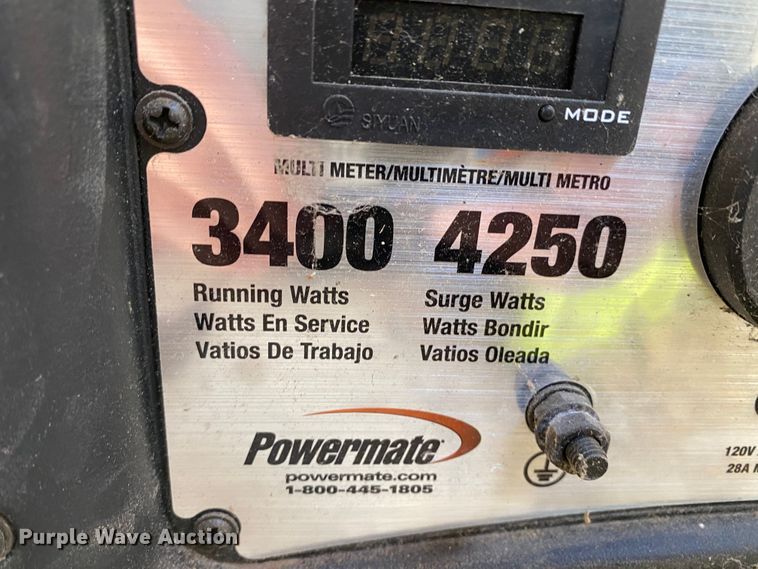 SIYUAN
MODE
MULTI METER/MULTIMÈTRE/MULTI METRO
3400 4250
Running Watts
Watts En Service
Vatios De Trabajo
Surge Watts
Watts Bondir
Vatios Oleada
Powermate
powermate.com
1-800-445-1805
120V
28A
Purple Wave Auction